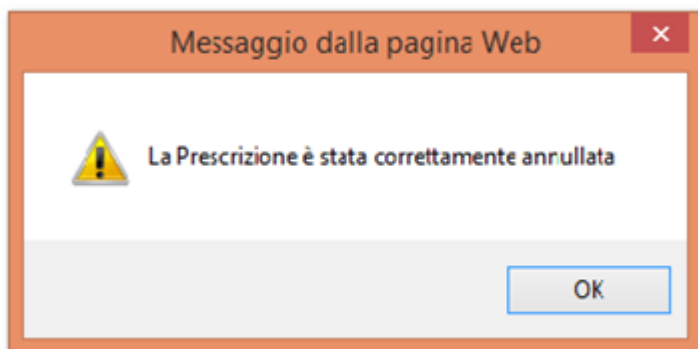 Messaggio dalla pagina Web
La Prescrizione è stata correttamente annullata
OK